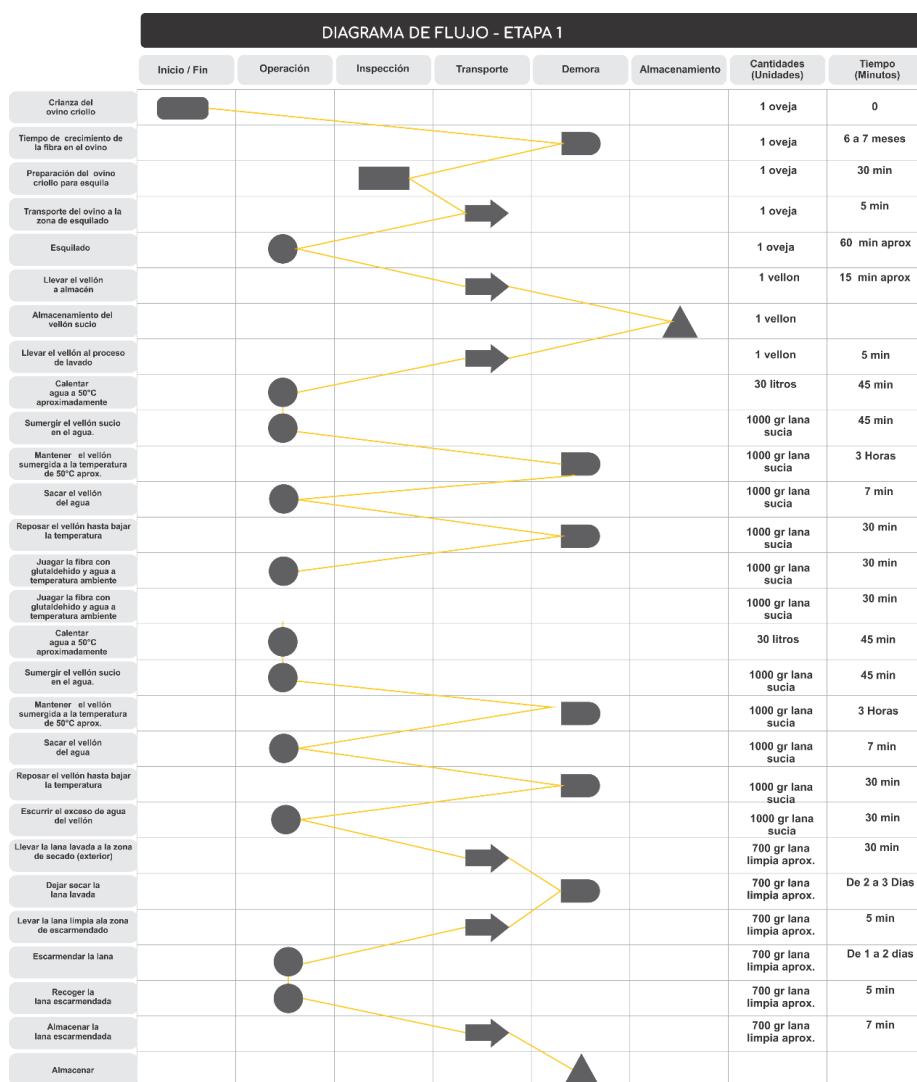 DIAGRAMA DE FLUJO - ETAPA 1
Inicio / Fin
Operación
Inspección
Transporte
Demora
Almacenamiento
Cantidades
(Unidades)
Tiempo
(Minutos)
Crianza del
ovino criollo
1 oveja
0
Tiempo de crecimiento de
la fibra en el ovino
1 oveja
6 a 7 meses
Preparación del ovino
criollo para esquila
1 oveja
30 min
Transporte del ovino a la
zona de esquilado
1 oveja
5 min
Esquilado
1 oveja
60 min aprox
Llevar el vellón
a almacén
1 vellon
15 min aprox
Almacenamiento del
vellón sucio
1 vellon
Llevar el vellón al proceso
de lavado
1 vellon
5 min
Calentar
agua a 50°C
aproximadamente
30 litros
45 min
Sumergir el vellón sucio
en el agua.
1000 gr lana
sucia
45 min
Mantener el vellón
sumergida a la temperatura
de 50°C aprox.
1000 gr lana
sucia
3 Horas
Sacar el vellón
del agua
1000 gr lana
sucia
7 min
Reposar el vellón hasta bajar
la temperatura
1000 gr lana
sucia
30 min
Juagar la fibra con
glutaldehido y agua a
temperatura ambiente
1000 gr lana
sucia
30 min
Juagar la fibra con
glutaldehido y agua a
temperatura ambiente
1000 gr lana
sucia
30 min
Calentar
agua a 50°C
aproximadamente
30 litros
45 min
Sumergir el vellón sucio
en el agua.
1000 gr lana
sucia
45 min
Mantener el vellón
sumergida a la temperatura
de 50°C aprox.
1000 gr lana
sucia
3 Horas
Sacar el vellón
del agua
1000 gr lana
sucia
7 min
Reposar el vellón hasta bajar
la temperatura
1000 gr lana
sucia
30 min
Escurrir el exceso de agua
del vellón
1000 gr lana
sucia
30 min
Llevar la lana lavada a la zona
de secado (exterior)
700 gr lana
limpia aprox.
30 min
Dejar secar la
lana lavada
700 gr lana
limpia aprox.
De 2 a 3 Dias
Levar la lana limpia ala zona
de escarmendado
700 gr lana
limpia aprox.
5 min
Escarmendar la lana
700 gr lana
limpia aprox.
De 1 a 2 dias
Recoger la
lana escarmendada
700 gr lana
limpia aprox.
5 min
Almacenar la
lana escarmendada
700 gr lana
limpia aprox.
7 min
Almacenar